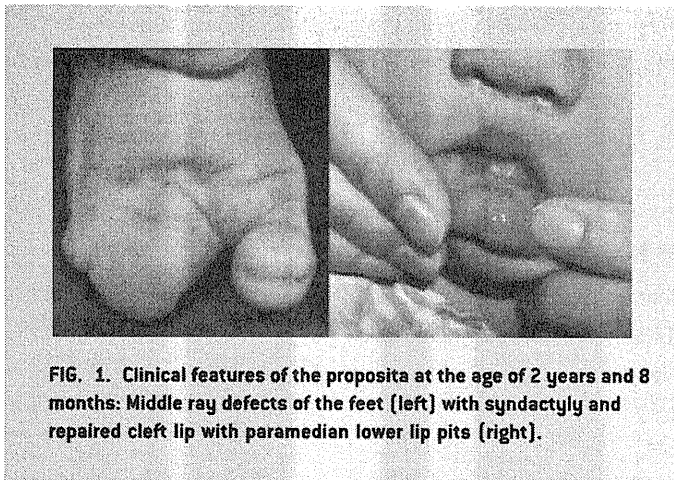 FIG. 1. Clinical features of the proposita at the age of 2 years and 8
months: Middle ray defects of the feet (left) with syndactyly and
repaired cleft lip with paramedian lower lip pits (right).